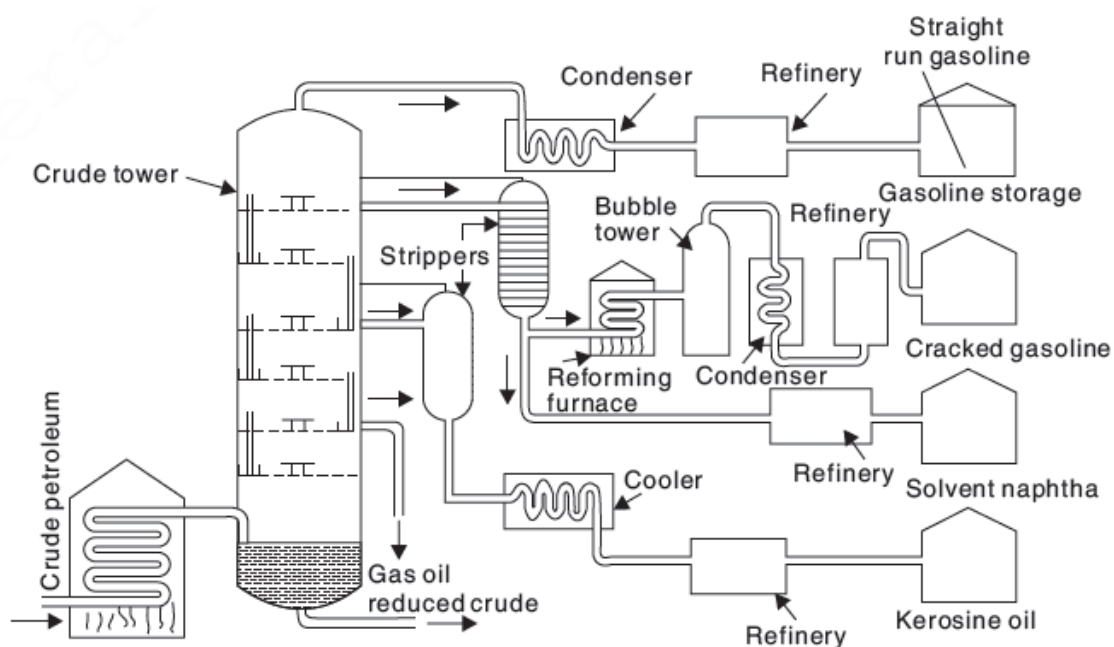 Straight
run gasoline
Condenser
Refinery
Crude tower
Gasoline storage
Bubble
tower
Refinery
Strippers
Reforming
furnace
Condenser
Cracked gasoline
Crude petroleum
Refinery
Solvent naphtha
Cooler
Gas oil
reduced crude
Refinery
Kerosine oil